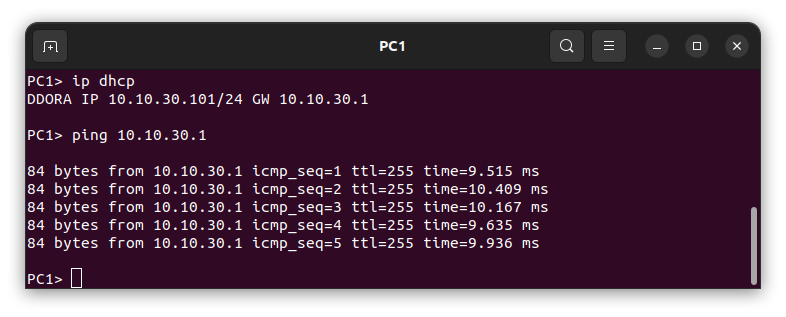 PC1
PC1> ip dhcp
DDORA IP 10.10.30.101/24 GW 10.10.30.1
PC1> ping 10.10.30.1
84 bytes from 10.10.30.1 icmp_seq=1 ttl=255 time=9.515 ms
84 bytes from 10.10.30.1 icmp_seq=2 ttl=255 time=10.409 ms
84 bytes from 10.10.30.1 icmp_seq=3 ttl=255 time=10.167 ms
84 bytes from 10.10.30.1 icmp_seq=4 ttl=255 time=9.635 ms
84 bytes from 10.10.30.1 icmp_seq=5 ttl=255 time=9.936 ms
PC1>